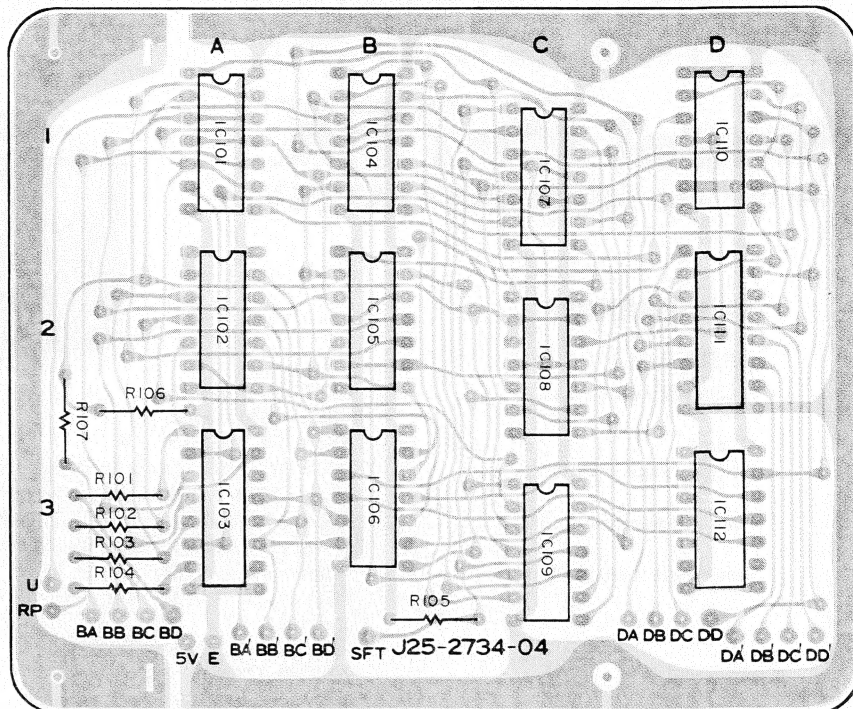 A B C D
1
IC101 IC104 IC107 IC110
2
IC102 IC105 IC108 IC111
R106
R107
3
R101
R102
R103
R104
IC103 IC106 IC109 IC112
U
RP
R105
BA BB BC BD
5V E
BA' BB' BC' BD'
SFT J25-2734-04
DA DB DC DD
DA' DB' DC' DD'